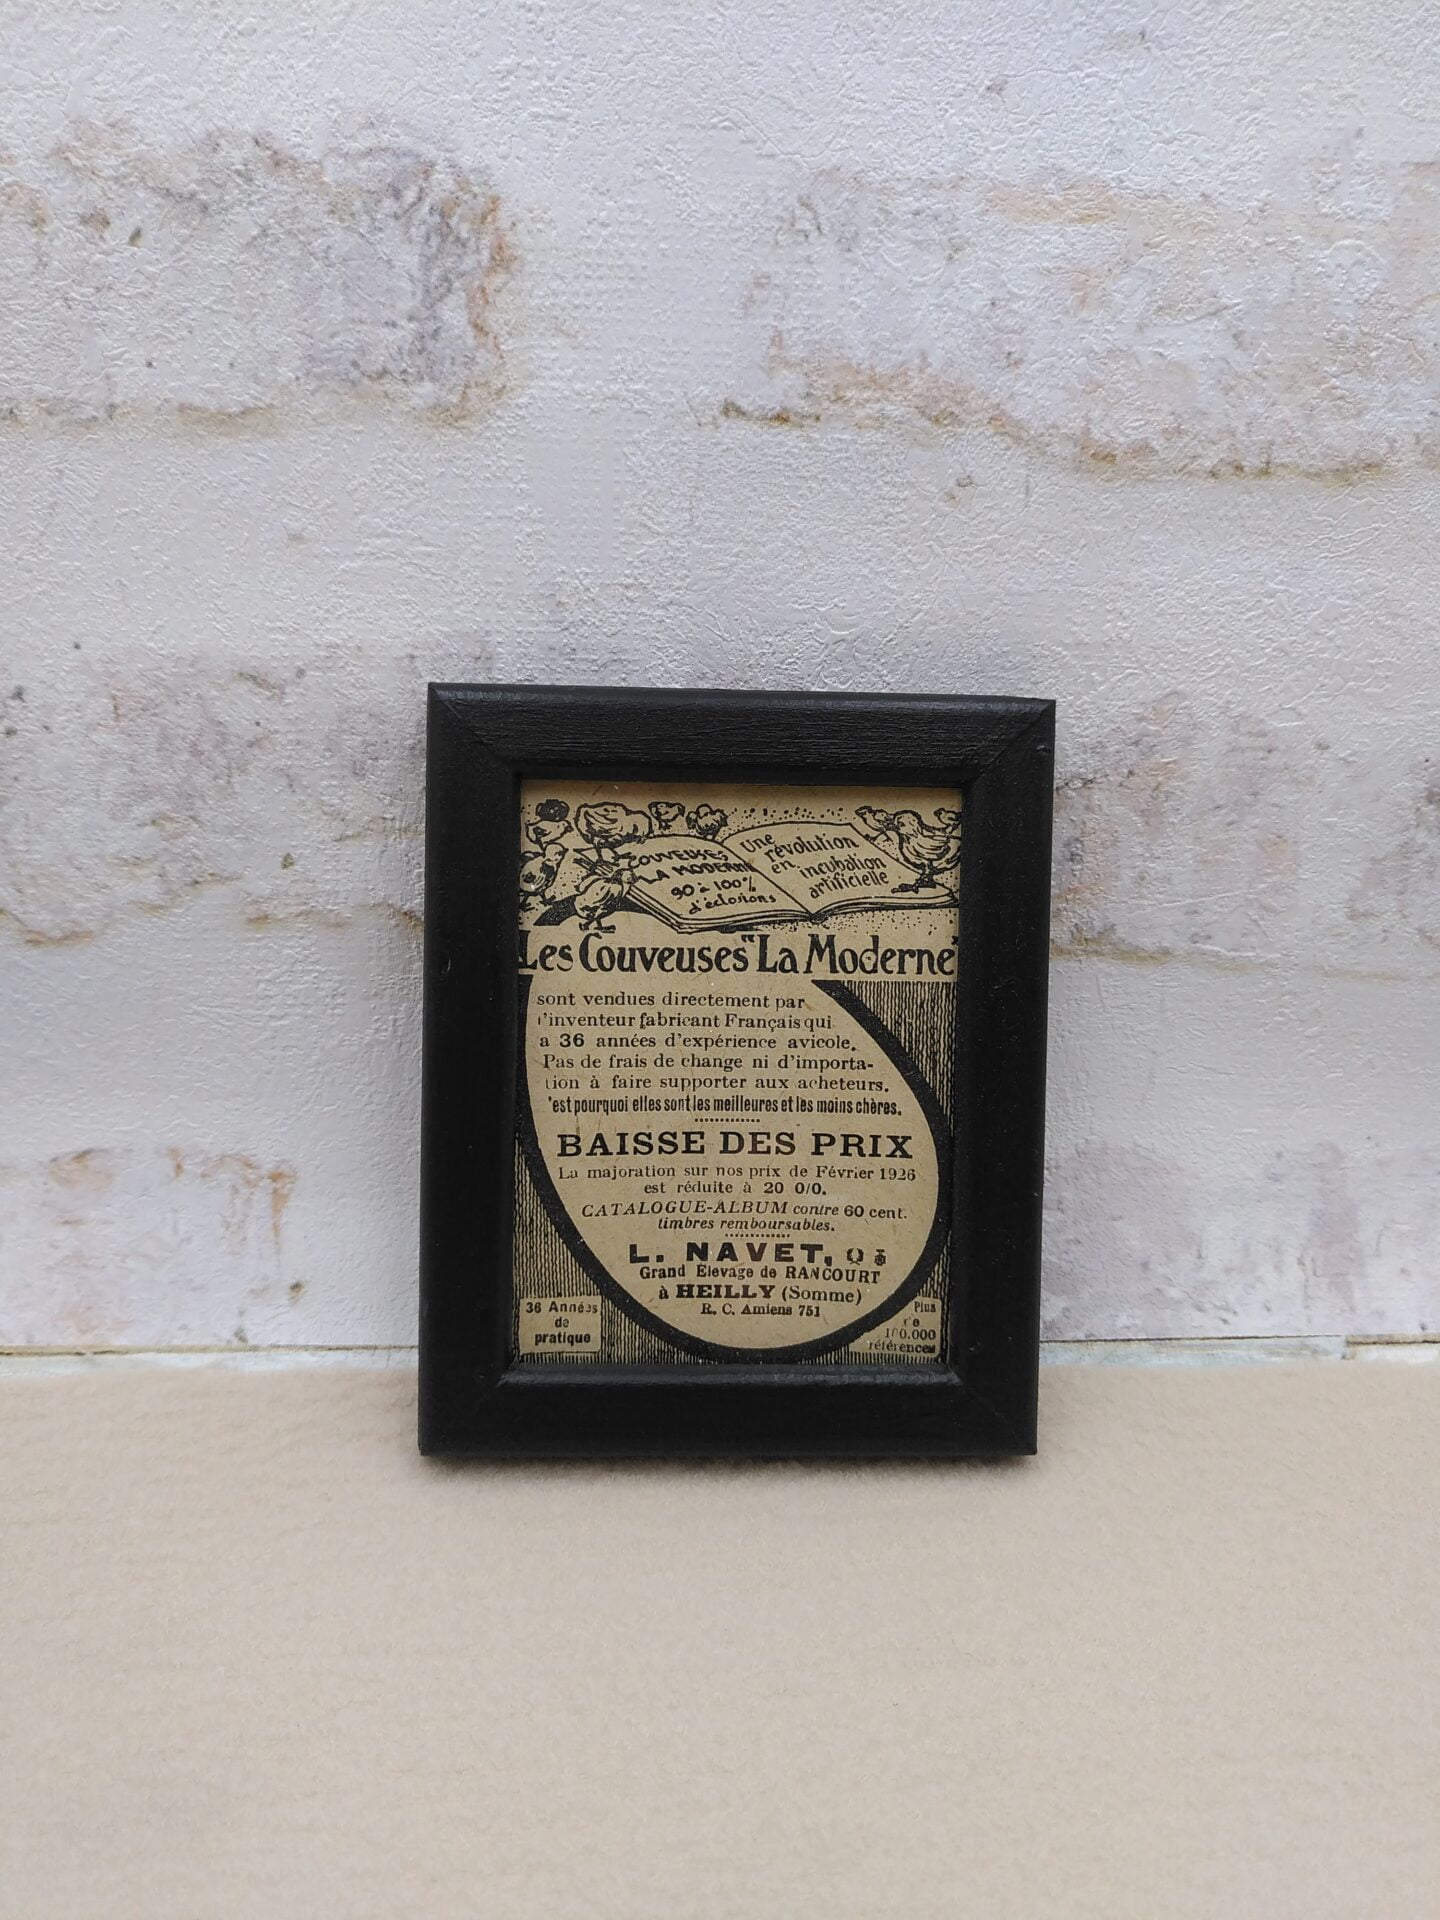 COUVEUSES
LA MODERNE
90 à 100%
d'éclosions
Une
révolution
en
incubation
artificielle
Les Couveuses "La Moderne"
sont vendues directement par
l'inventeur fabricant Français qui
a 36 années d'expérience avicole.
Pas de frais de change ni d'importa-
tion à faire supporter aux acheteurs.
'est pourquoi elles sont les meilleures et les moins chères.
BAISSE DES PRIX
La majoration sur nos prix de Février 1926
est réduite à 20 0/0.
CATALOGUE-ALBUM contre 60 cent.
timbres remboursables.
L. NAVET,
Grand Élevage de RANCOURT
à HEILLY (Somme)
R. C. Amiens 751
36 Années
de
pratique
Plus
de
100.000
références